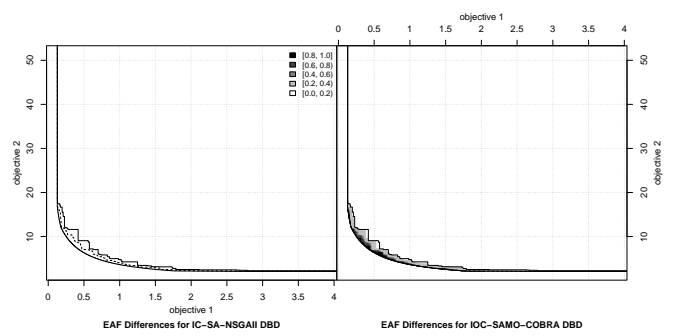 objective 1
0 0.5 1 1.5 2 2.5 3 3.5 4
[0.8, 1.0]
[0.6, 0.8)
[0.4, 0.6)
[0.2, 0.4)
[0.0, 0.2)
50
40
30
20
10
objective 2
50
40
30
20
10
objective 2
0 0.5 1 1.5 2 2.5 3 3.5 4
objective 1
EAF Differences for IC−SA−NSGAII DBD
EAF Differences for IOC−SAMO−COBRA DBD